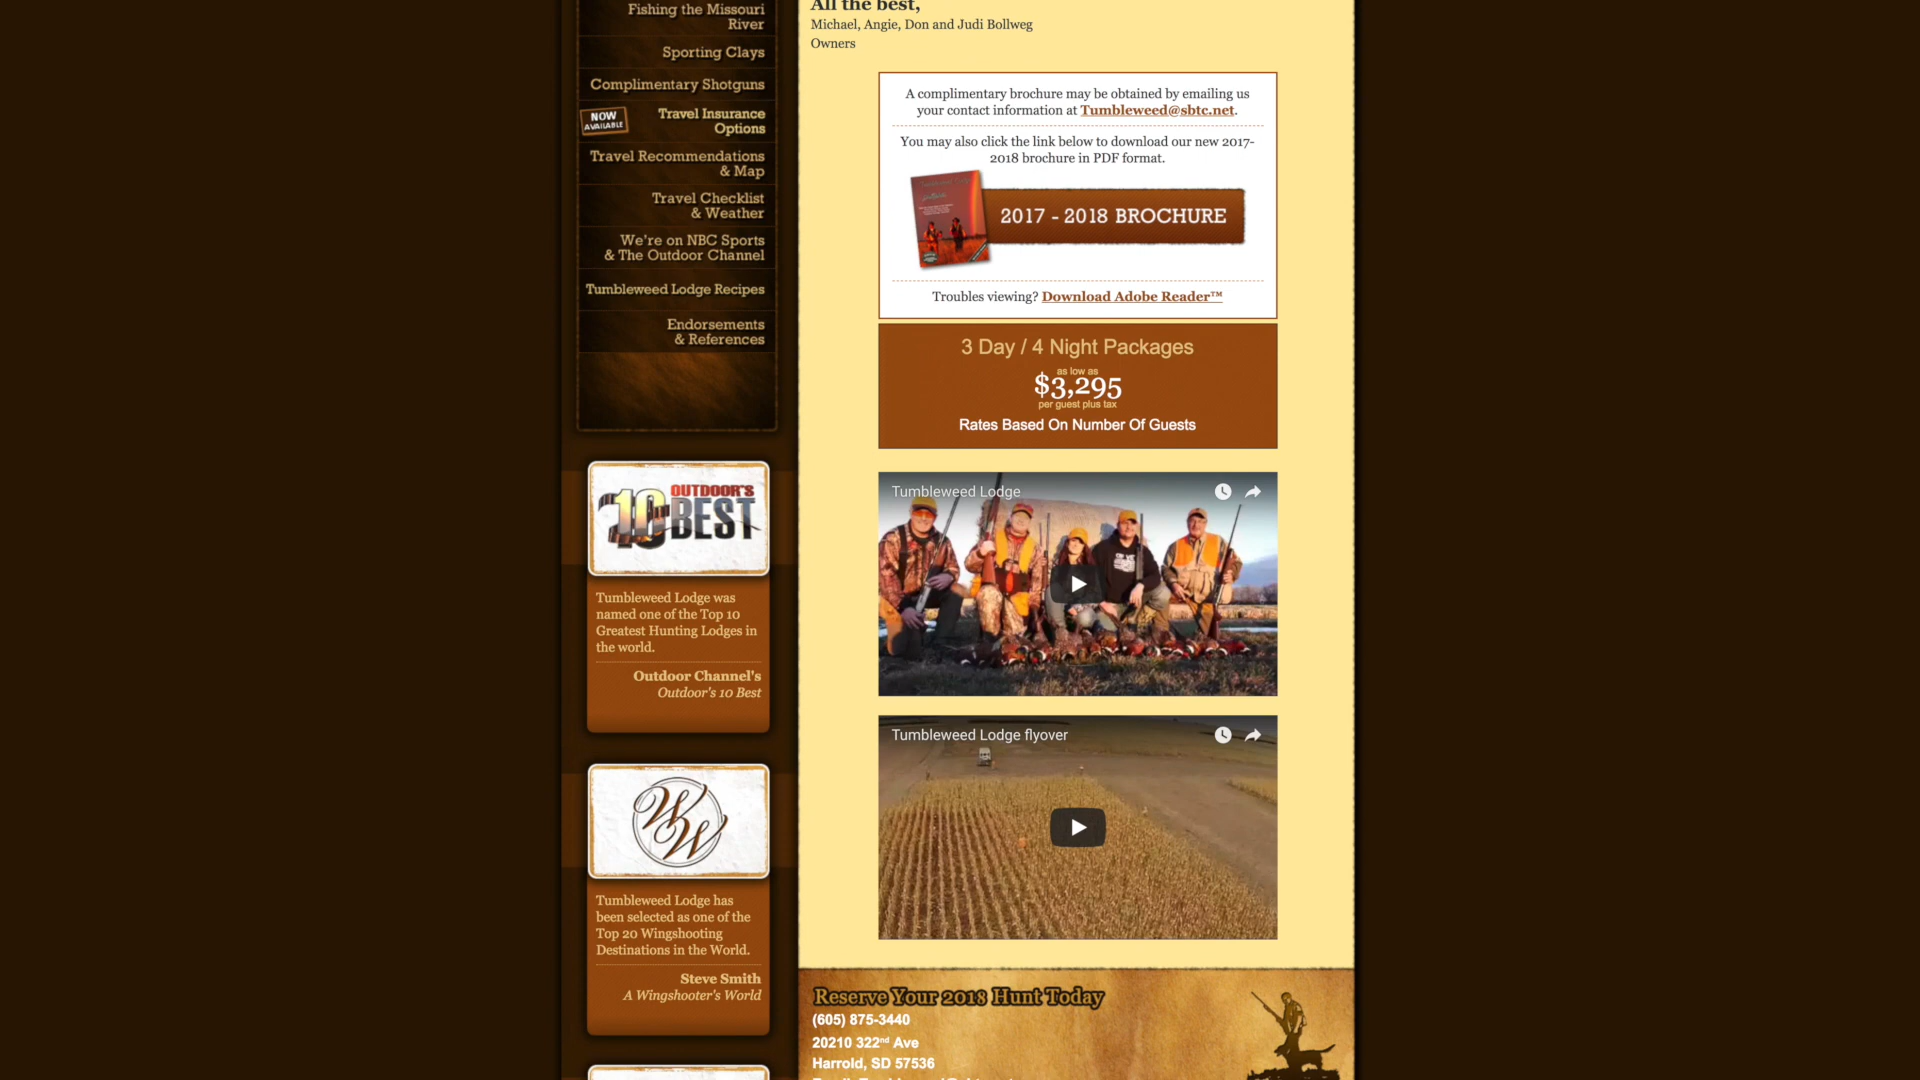 Fishing the Missouri
River
Sporting Clays
Complimentary Shotguns
NOW
AVAILABLE
Travel Insurance
Options
Travel Recommendations
& Map
Travel Checklist
& Weather
We're on NBC Sports
& The Outdoor Channel
Tumbleweed Lodge Recipes
Endorsements
& References
10 OUTDOOR'S
BEST
Tumbleweed Lodge was
named one of the Top 10
Greatest Hunting Lodges in
the world.
Outdoor Channel's
Outdoor's 10 Best
WW
Tumbleweed Lodge has
been selected as one of the
Top 20 Wingshooting
Destinations in the World.
Steve Smith
A Wingshooter's World
All the best,
Michael, Angie, Don and Judi Bollweg
Owners
A complimentary brochure may be obtained by emailing us
your contact information at Tumbleweed@sbtc.net.
You may also click the link below to download our new 2017-
2018 brochure in PDF format.
2017 - 2018 BROCHURE
Troubles viewing? Download Adobe Reader™
3 Day / 4 Night Packages
as low as
$3,295
per guest plus tax
Rates Based On Number Of Guests
Tumbleweed Lodge
Tumbleweed Lodge flyover
Reserve Your 2018 Hunt Today
(605) 875-3440
20210 322nd Ave
Harrold, SD 57536